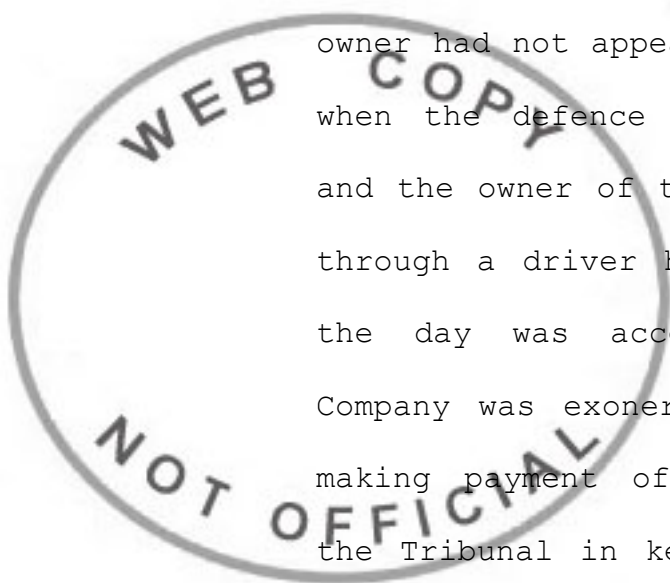 WEB COPY
owner had not appea
when the defence
and the owner of t
through a driver h
the day was acc
Company was exoner
making payment of
the Tribunal in ke
NOT OFFICIAL